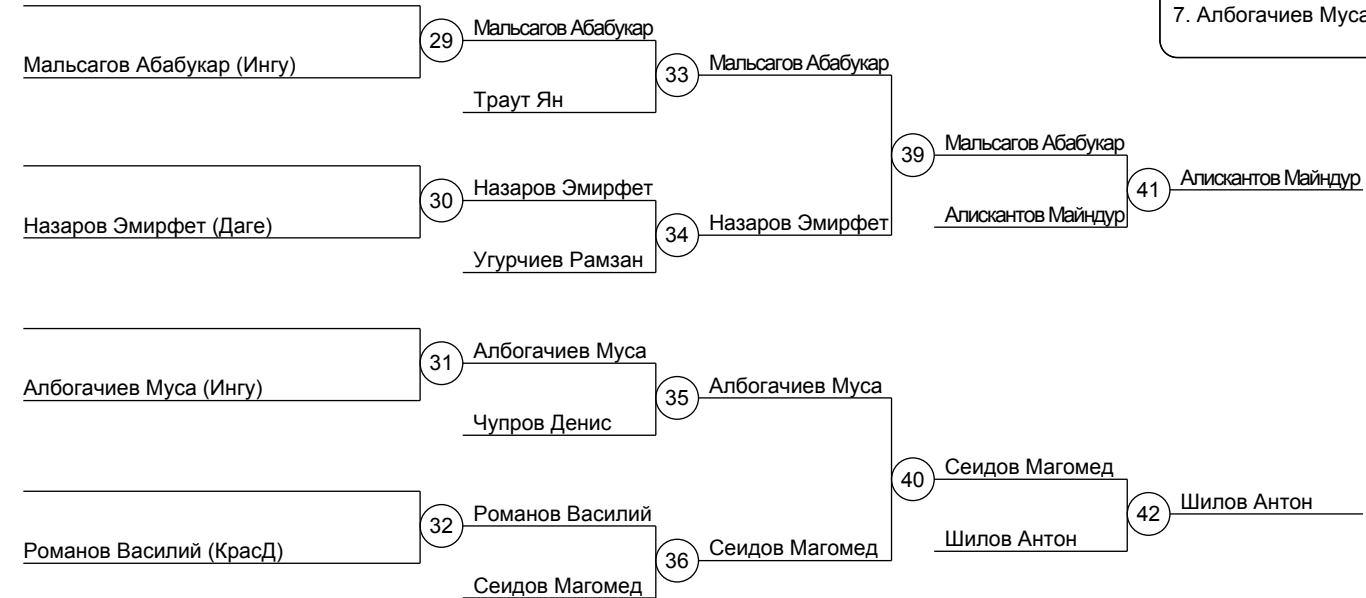 7. Албогачиев Муса
29
Мальсагов Абабукар
Мальсагов Абабукар (Ингу)
33
Мальсагов Абабукар
Траут Ян
39
Мальсагов Абабукар
41
Алискантов Майндур
30
Назаров Эмирфет
Назаров Эмирфет (Даге)
34
Назаров Эмирфет
Алискантов Майндур
Угурчиев Рамзан
31
Албогачиев Муса
Албогачиев Муса (Ингу)
35
Албогачиев Муса
Чупров Денис
40
Сеидов Магомед
42
Шилов Антон
32
Романов Василий
Романов Василий (КрасД)
36
Сеидов Магомед
Шилов Антон
Сеидов Магомед